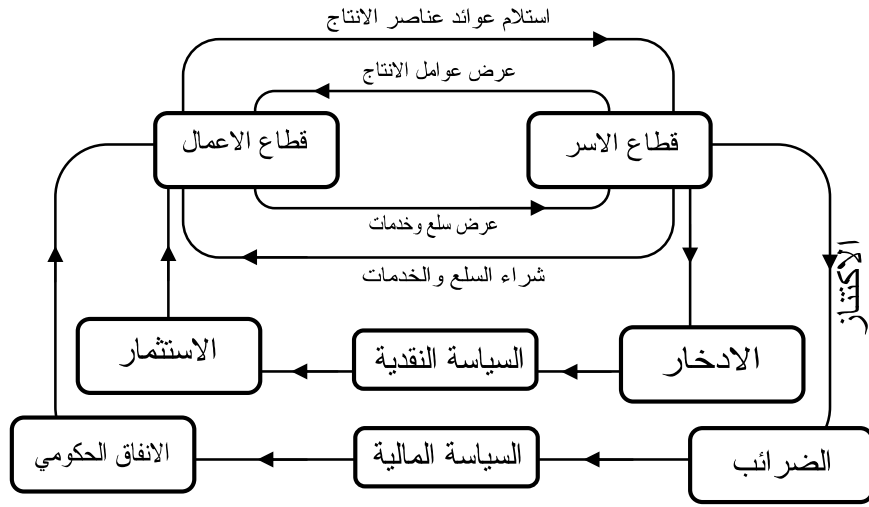 استلام عوائد عناصر الانتاج
عرض عوامل الانتاج
قطاع الاسر
قطاع الاعمال
عرض سلع وخدمات
شراء السلع والخدمات
الاكتناز
الادخار
السياسة النقدية
الاستثمار
الضرائب
السياسة المالية
الانفاق الحكومي